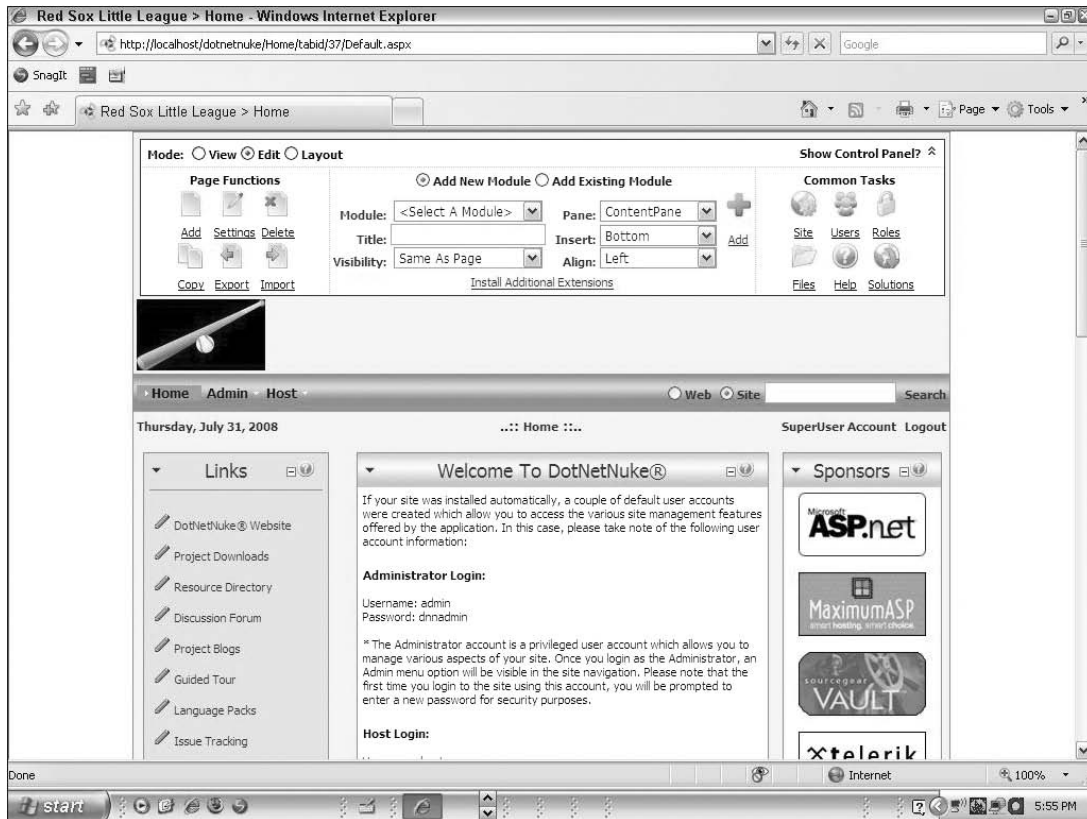 Red Sox Little League > Home - Windows Internet Explorer
http://localhost/dotnetnuke/Home/tabid/37/Default.aspx
Google
SnagIt
Red Sox Little League > Home
Page
Tools
Mode: View Edit Layout
Show Control Panel?
Page Functions
Add New Module Add Existing Module
Common Tasks
Module: <Select A Module> Pane: ContentPane
Add Settings Delete
Title: Insert: Bottom Add
Site Users Roles
Visibility: Same As Page Align: Left
Copy Export Import
Install Additional Extensions
Files Help Solutions
Home Admin Host
Web Site Search
Thursday, July 31, 2008
..:: Home ::..
SuperUser Account Logout
Links
DotNetNuke® Website
Project Downloads
Resource Directory
Discussion Forum
Project Blogs
Guided Tour
Language Packs
Issue Tracking
Welcome To DotNetNuke®
If your site was installed automatically, a couple of default user accounts
were created which allow you to access the various site management features
offered by the application. In this case, please take note of the following user
account information:
Administrator Login:
Username: admin
Password: dnnadmin
* The Administrator account is a privileged user account which allows you to
manage various aspects of your site. Once you login as the Administrator, an
Admin menu option will be visible in the site navigation. Please note that the
first time you login to the site using this account, you will be prompted to
enter a new password for security purposes.
Host Login:
Sponsors
Microsoft
ASP.net
MaximumASP
smart hosting. smart choice.
sourcegear
VAULT
telerik
Done
Internet
100%
start
5:55 PM